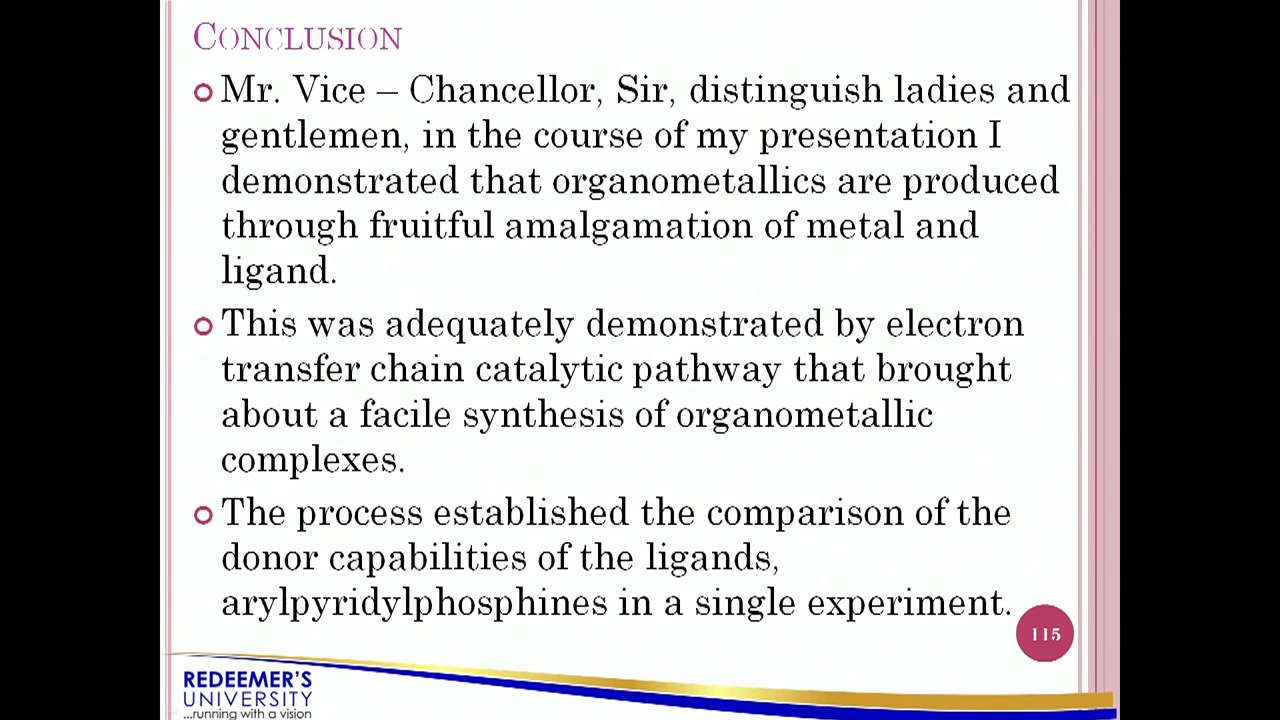 CONCLUSION
Mr. Vice – Chancellor, Sir, distinguish ladies and
gentlemen, in the course of my presentation I
demonstrated that organometallics are produced
through fruitful amalgamation of metal and
ligand.
This was adequately demonstrated by electron
transfer chain catalytic pathway that brought
about a facile synthesis of organometallic
complexes.
The process established the comparison of the
donor capabilities of the ligands,
arylpyridylphosphines in a single experiment.
115
REDEEMER'S
UNIVERSITY
...running with a vision